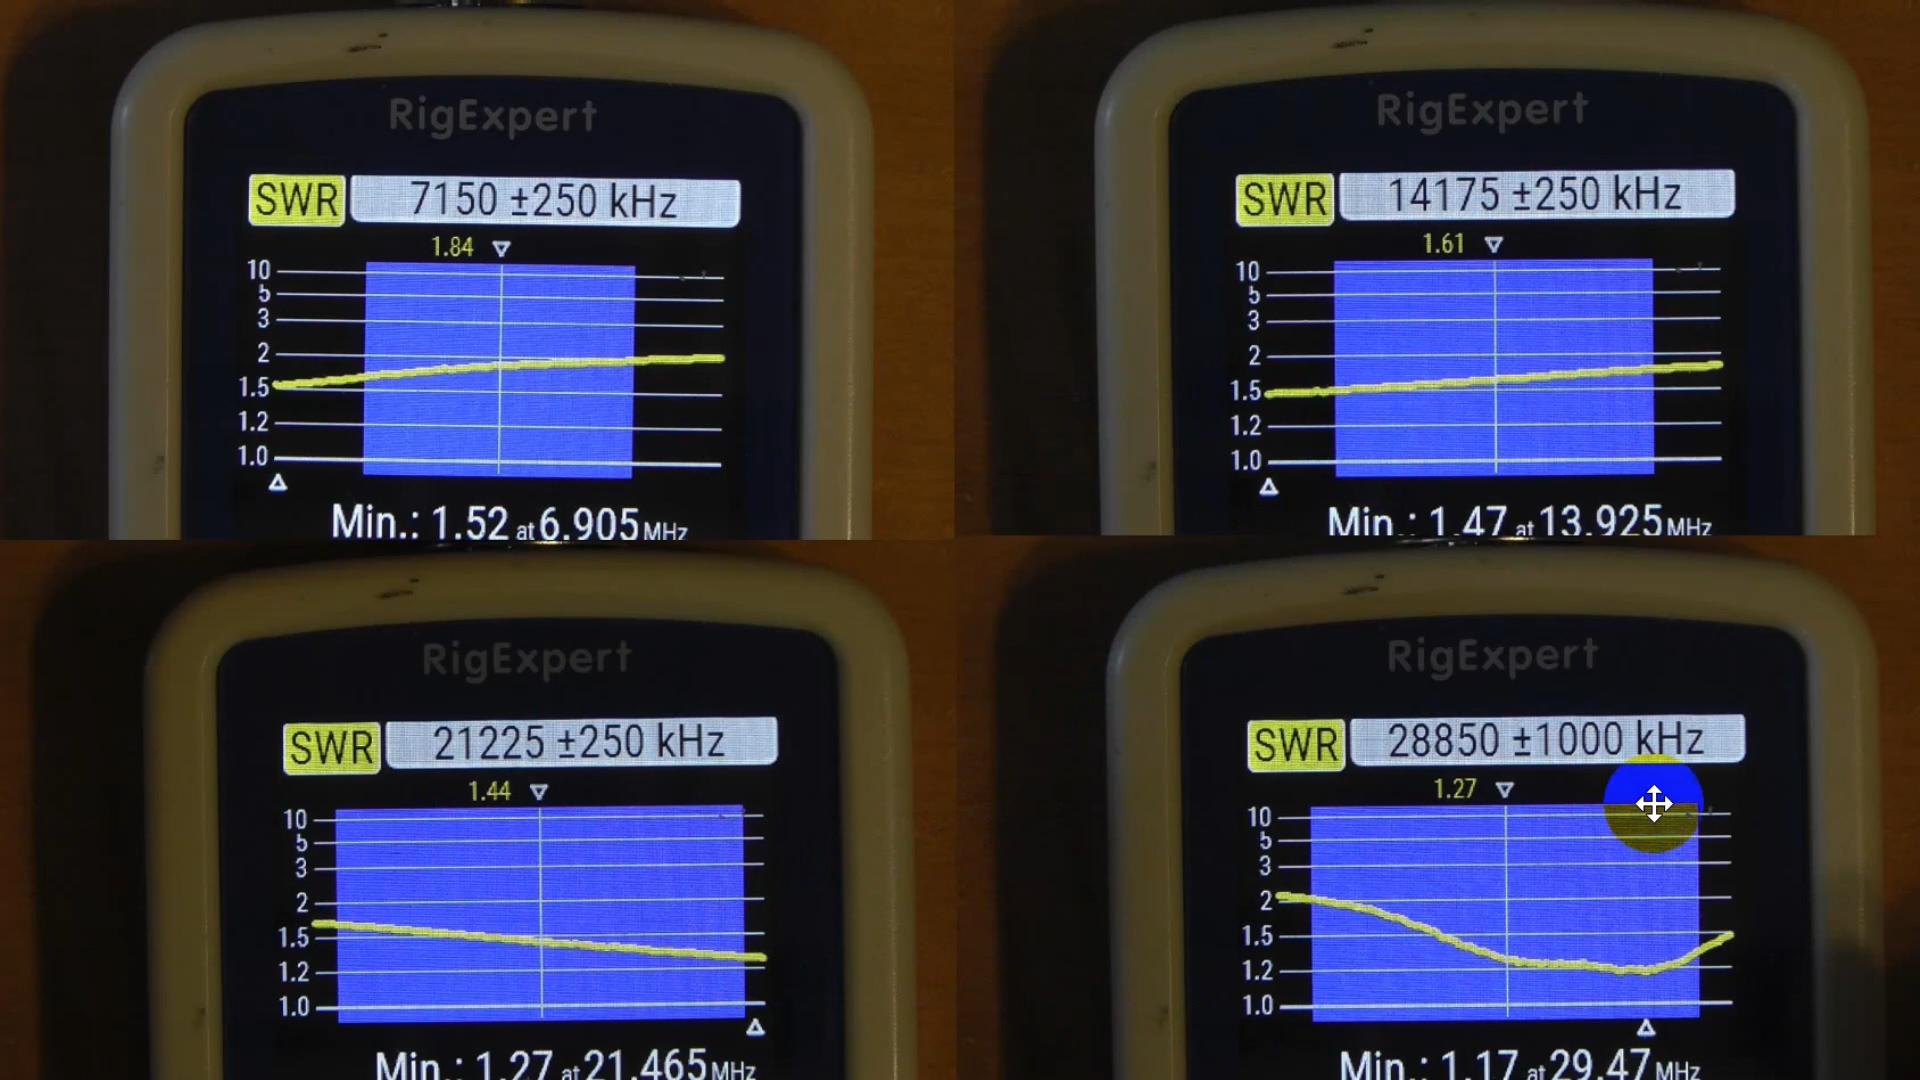 RigExpert
SWR 7150 ±250 kHz
1.84
10
5
3
2
1.5
1.2
1.0
Min.: 1.52 at 6.905 MHz
RigExpert
SWR 14175 ±250 kHz
1.61
10
5
3
2
1.5
1.2
1.0
Min.: 1.47 at 13.925 MHz
RigExpert
SWR 21225 ±250 kHz
1.44
10
5
3
2
1.5
1.2
1.0
Min.: 1.27 at 21.465 MHz
RigExpert
SWR 28850 ±1000 kHz
1.27
10
5
3
2
1.5
1.2
1.0
Min.: 1.17 at 29.47 MHz